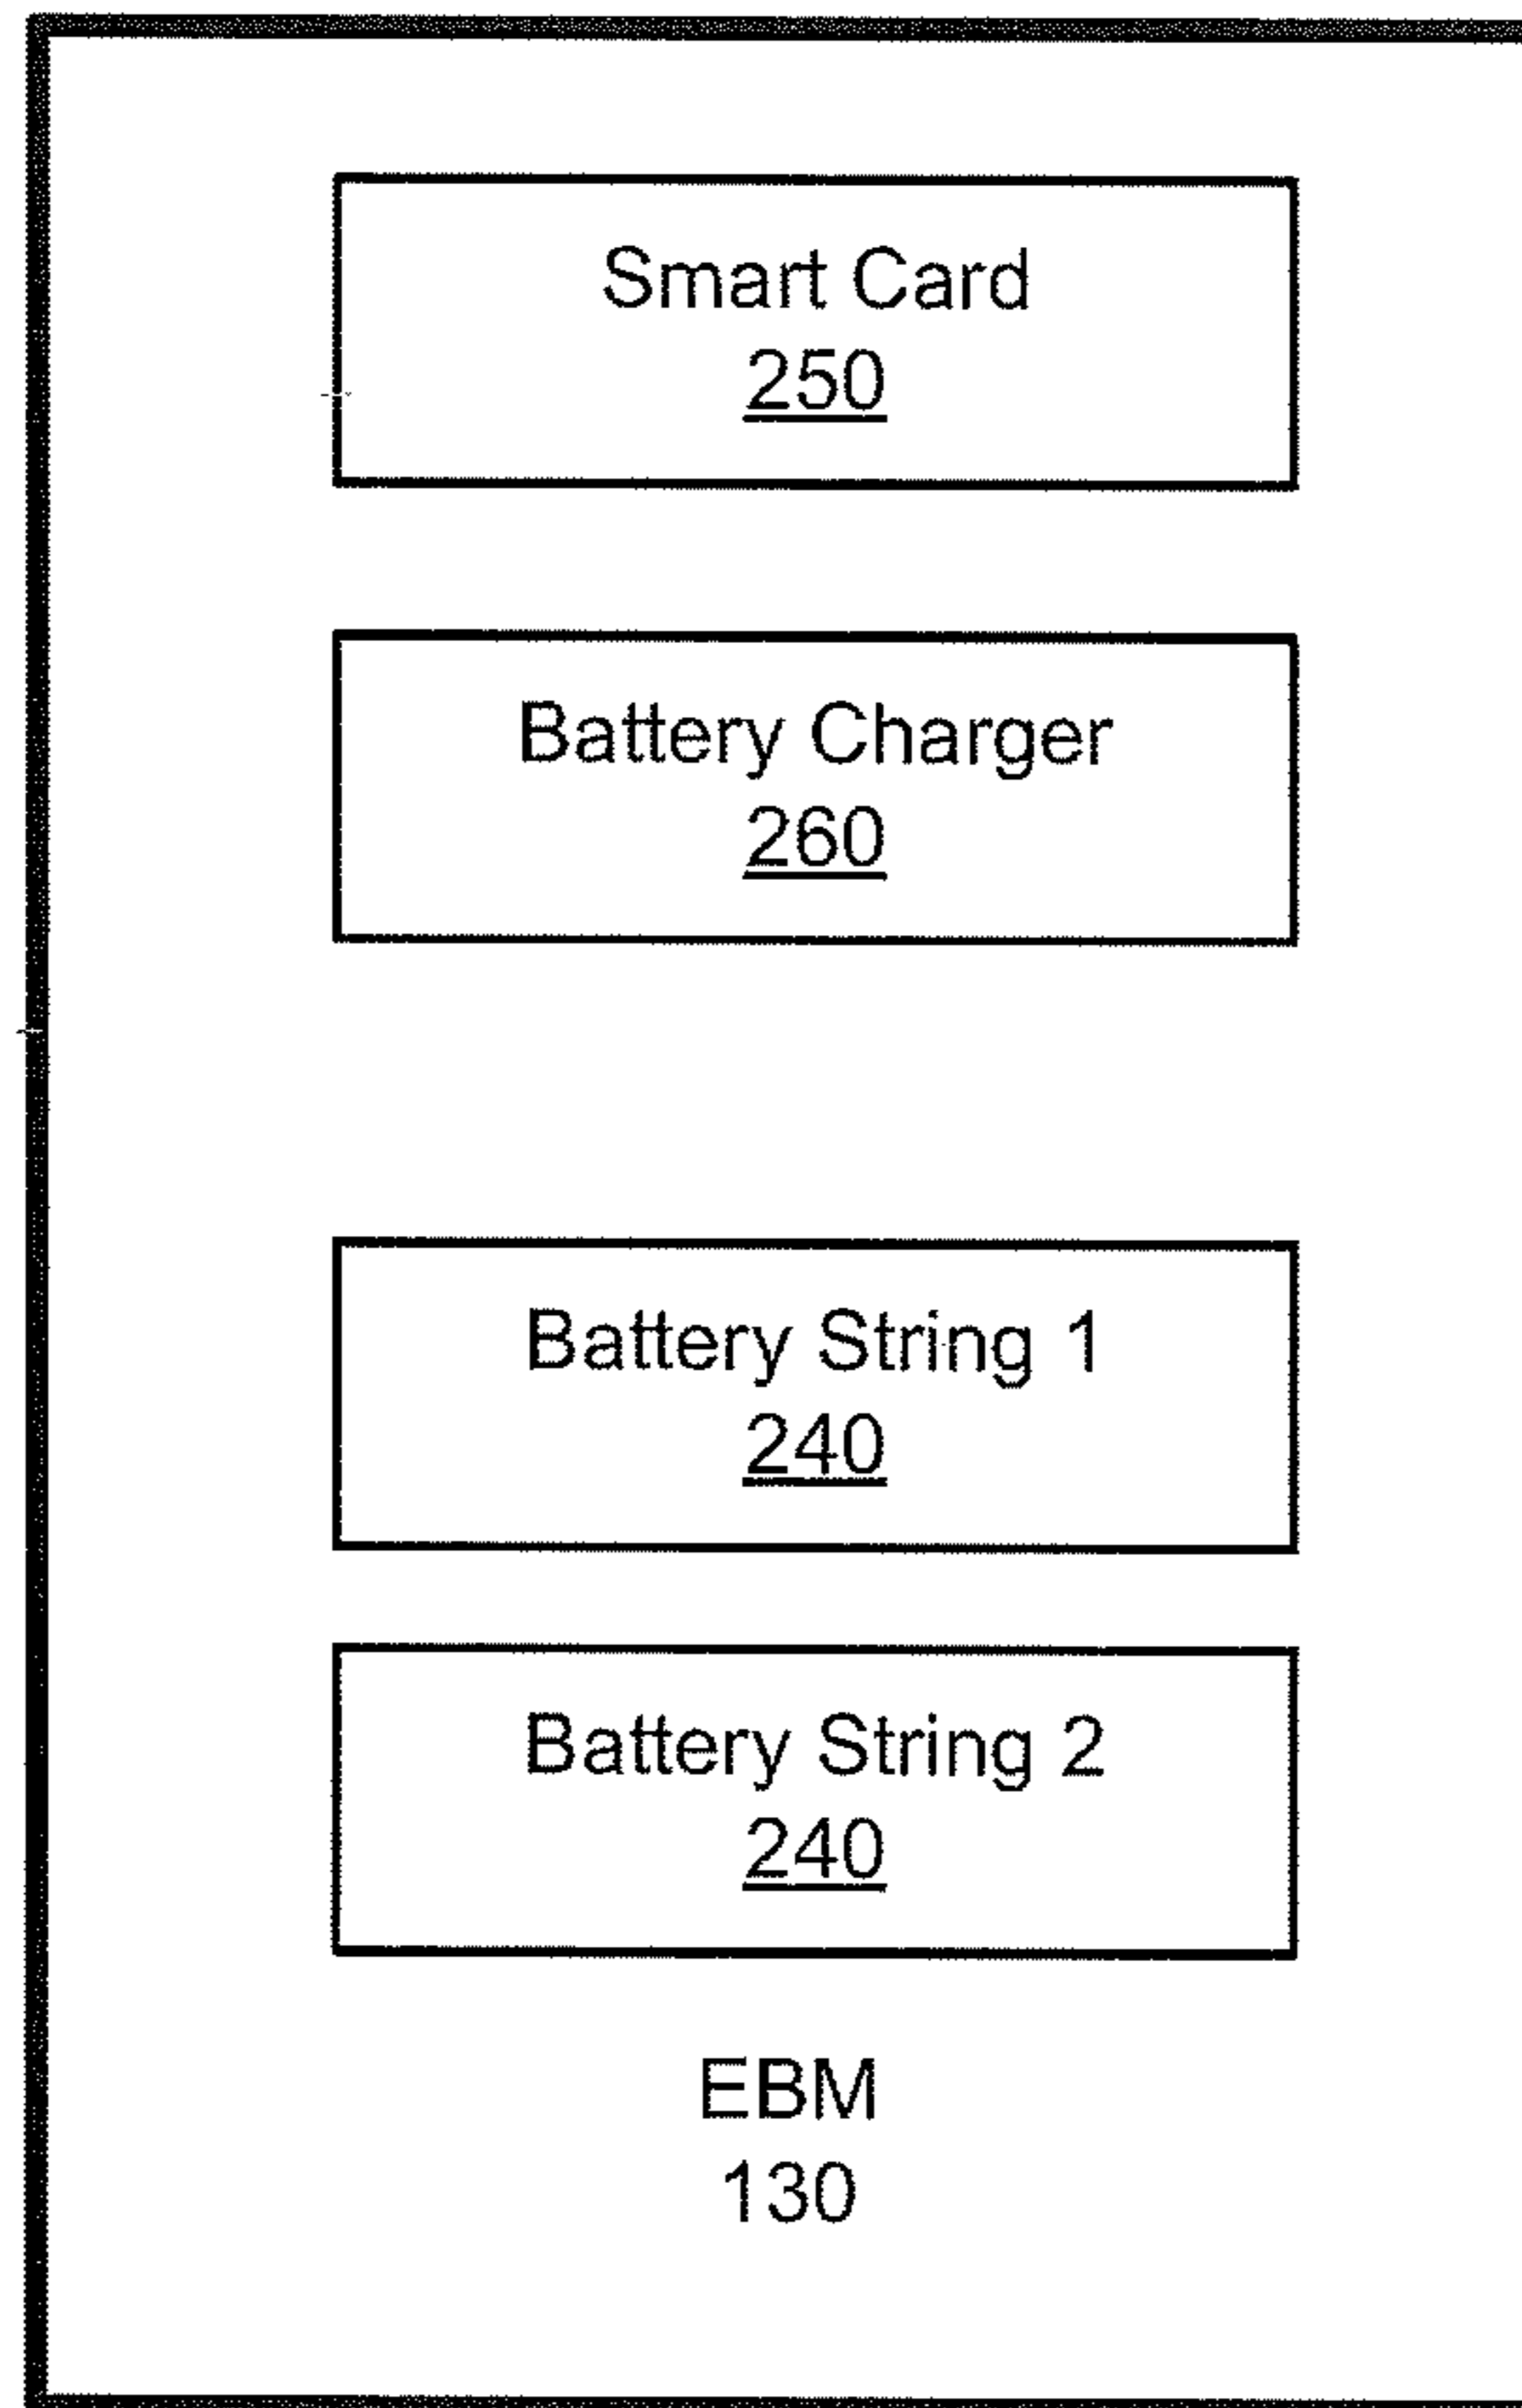 Smart Card
250
Battery Charger
260
Battery String 1
240
Battery String 2
240
EBM
130